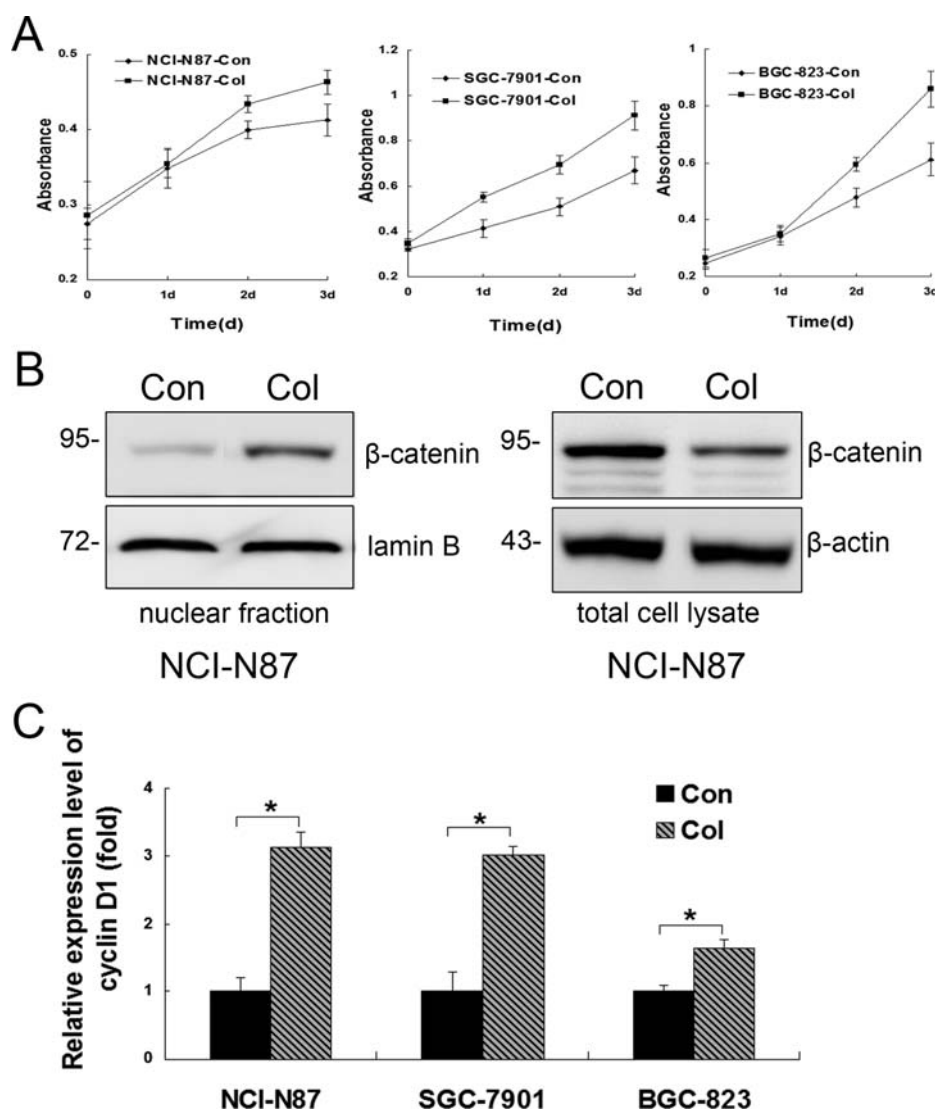 A
NCI-N87-Con
NCI-N87-Col
Absorbance
0.5
0.4
0.3
0.2
0 1d 2d 3d
Time(d)
SGC-7901-Con
SGC-7901-Col
Absorbance
1.2
1
0.8
0.6
0.4
0.2
0 1d 2d 3d
Time(d)
BGC-823-Con
BGC-823-Col
Absorbance
1
0.8
0.6
0.4
0.2
0 1d 2d 3d
Time(d)
B
Con Col
95- β-catenin
72- lamin B
nuclear fraction
NCI-N87
Con Col
95- β-catenin
43- β-actin
total cell lysate
NCI-N87
C
Relative expression level of
cyclin D1 (fold)
4
3
2
1
0
* * *
Con
Col
NCI-N87 SGC-7901 BGC-823